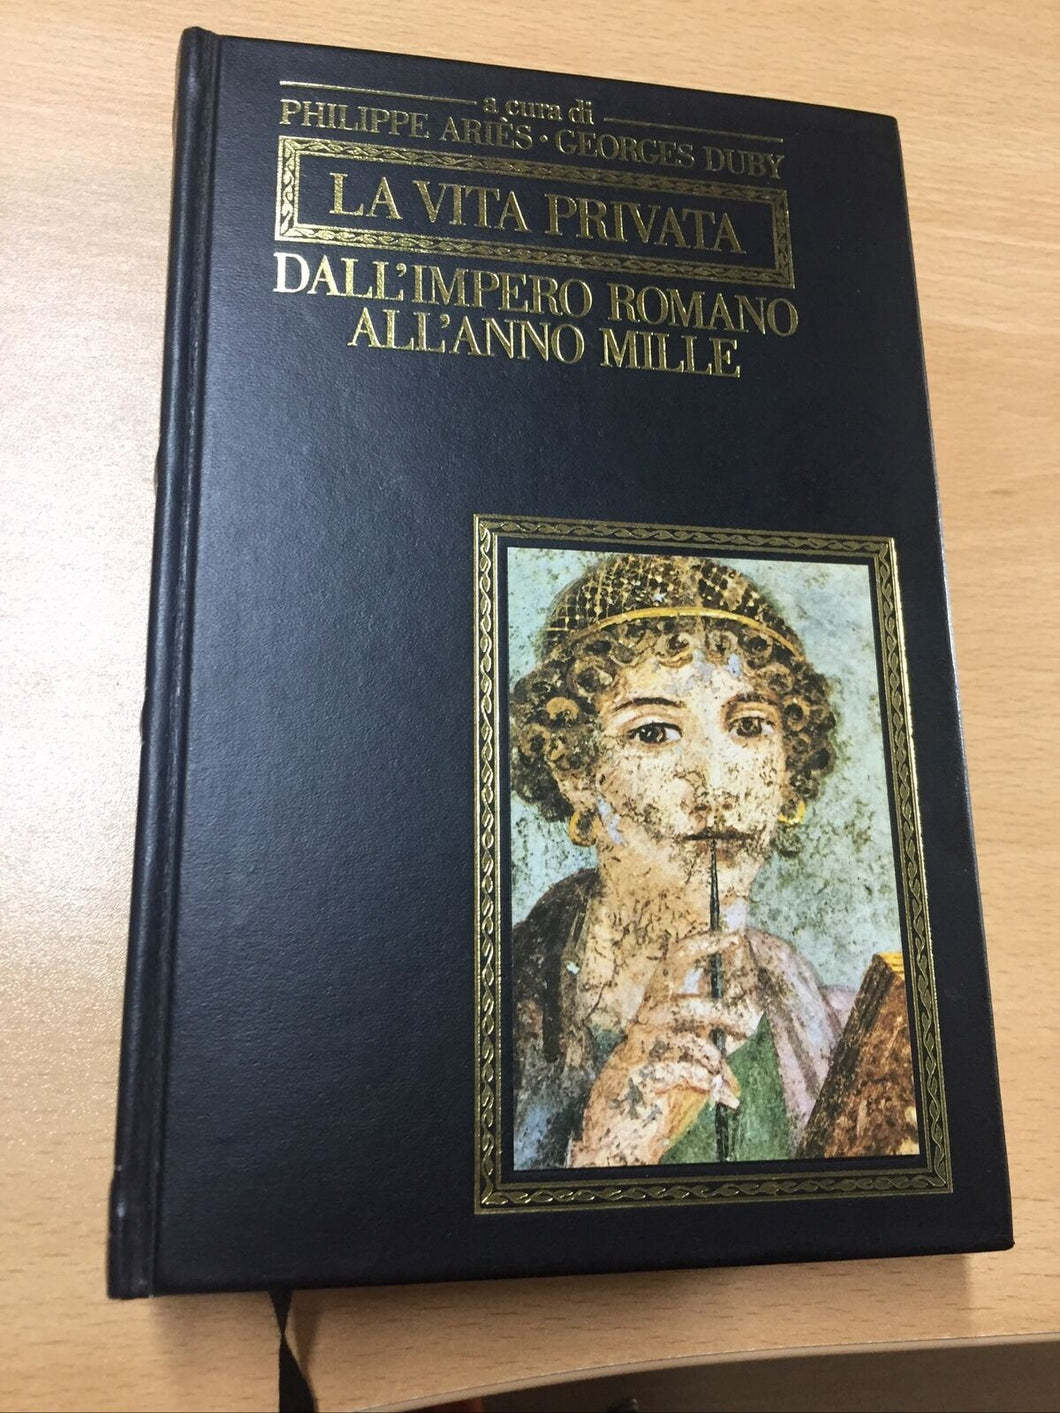 a cura di
PHILIPPE ARIÈS • GEORGES DUBY
LA VITA PRIVATA
DALL'IMPERO ROMANO
ALL'ANNO MILLE